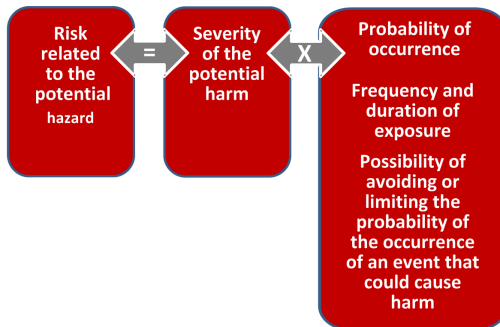 Risk
related
to the
potential
hazard
=
Severity
of the
potential
harm
X
Probability of
occurrence
Frequency and
duration of
exposure
Possibility of
avoiding or
limiting the
probability of
the occurrence
of an event that
could cause
harm